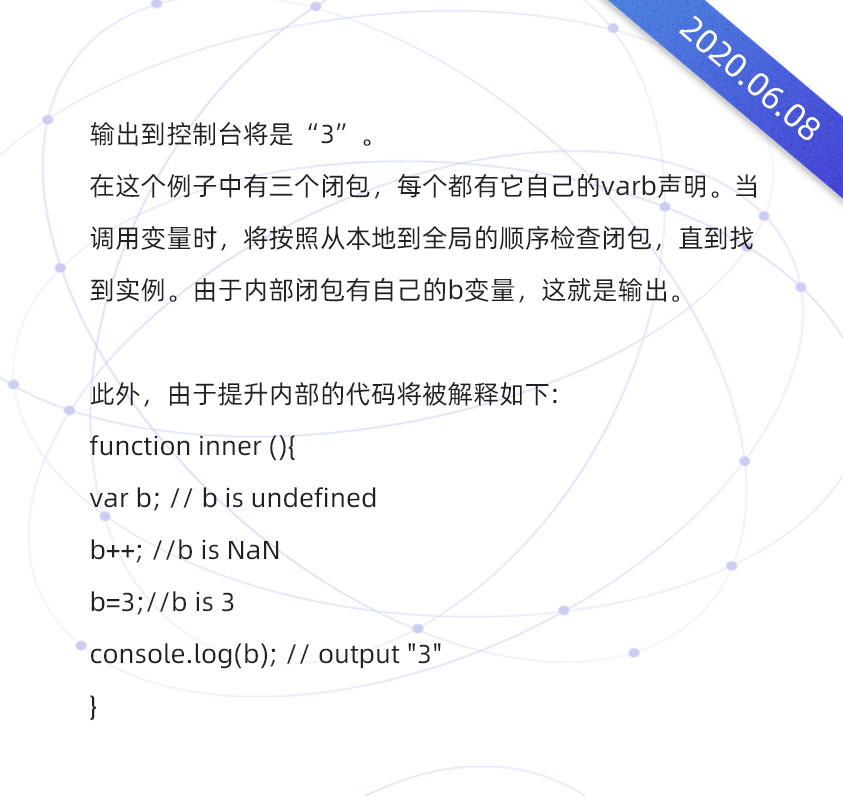 2020.06.08
输出到控制台将是“3”。
在这个例子中有三个闭包，每个都有它自己的varb声明。当
调用变量时，将按照从本地到全局的顺序检查闭包，直到找
到实例。由于内部闭包有自己的b变量，这就是输出。
此外，由于提升内部的代码将被解释如下：
function inner (){
var b; // b is undefined
b++; //b is NaN
b=3;//b is 3
console.log(b); // output "3"
}